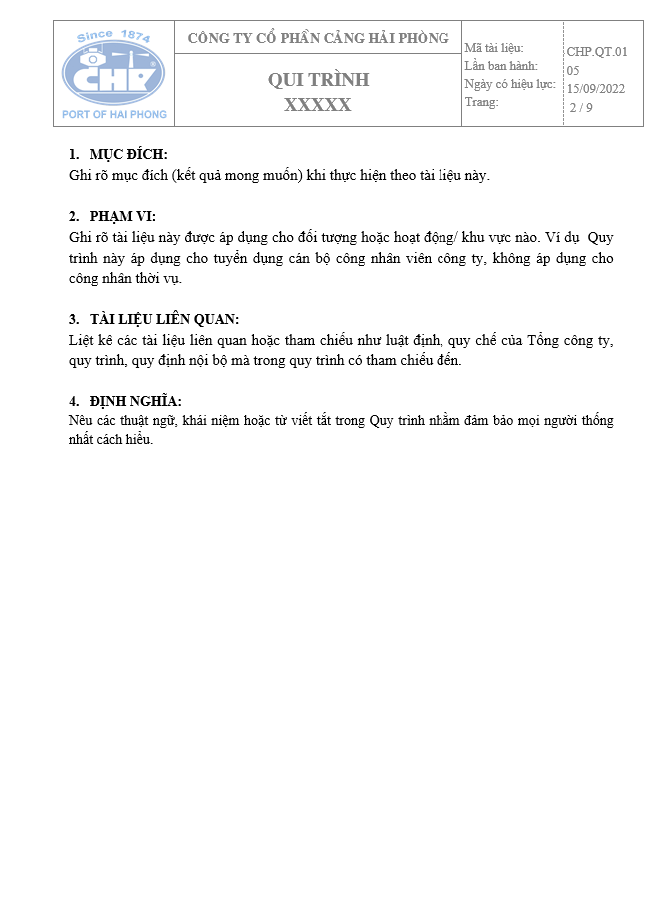 Since 1874
CHP
PORT OF HAI PHONG
CÔNG TY CỔ PHẦN CẢNG HẢI PHÒNG
QUI TRÌNH
XXXXX
Mã tài liệu: CHP.QT.01
Lần ban hành: 05
Ngày có hiệu lực: 15/09/2022
Trang: 2 / 9
1. MỤC ĐÍCH:
Ghi rõ mục đích (kết quả mong muốn) khi thực hiện theo tài liệu này.
2. PHẠM VI:
Ghi rõ tài liệu này được áp dụng cho đối tượng hoặc hoạt động/ khu vực nào. Ví dụ Quy
trình này áp dụng cho tuyển dụng cán bộ công nhân viên công ty, không áp dụng cho
công nhân thời vụ.
3. TÀI LIỆU LIÊN QUAN:
Liệt kê các tài liệu liên quan hoặc tham chiếu như luật định, quy chế của Tổng công ty,
quy trình, quy định nội bộ mà trong quy trình có tham chiếu đến.
4. ĐỊNH NGHĨA:
Nêu các thuật ngữ, khái niệm hoặc từ viết tắt trong Quy trình nhằm đảm bảo mọi người thống
nhất cách hiểu.